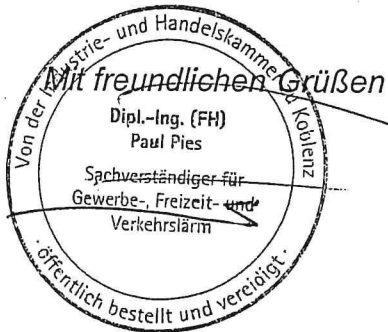 Von der Industrie- und Handelskammer Koblenz
Mit freundlichen Grüßen
Dipl.-Ing. (FH)
Paul Pies
Sachverständiger für
Gewerbe-, Freizeit- und
Verkehrslärm
· öffentlich bestellt und vereidigt ·